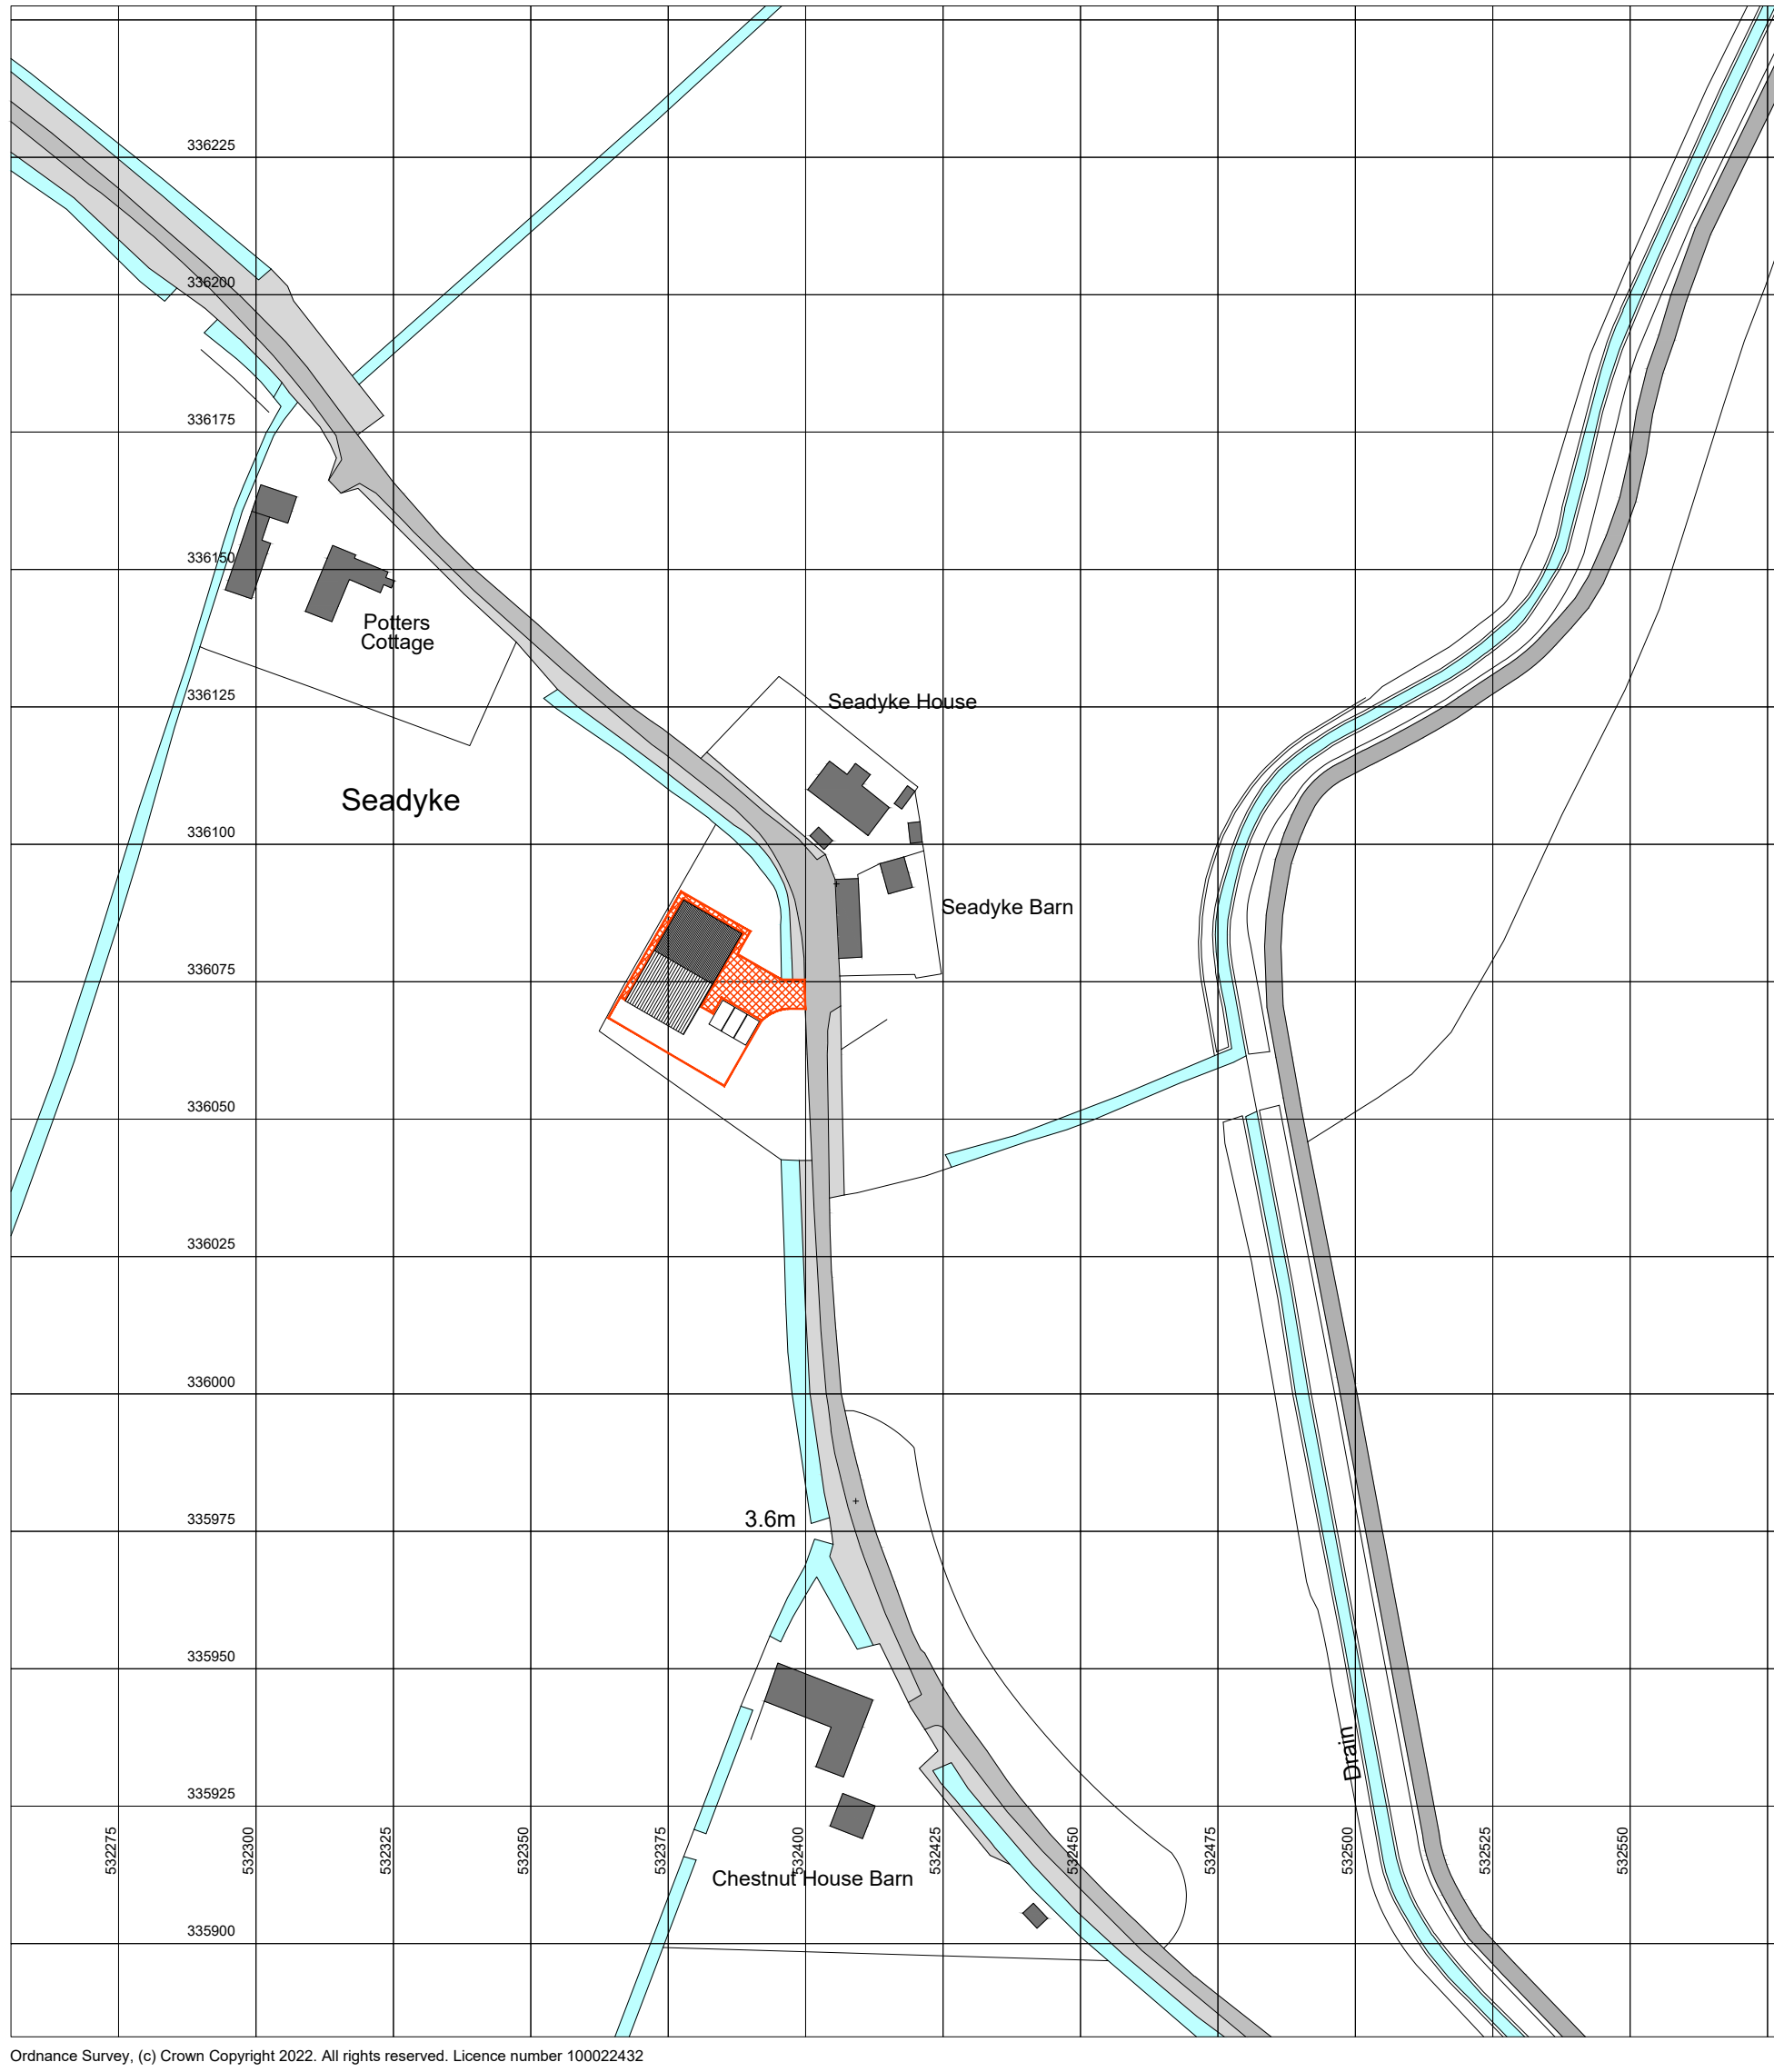 336225
336200
336175
336150
Potters
Cottage
336125
Seadyke House
Seadyke
336100
Seadyke Barn
336075
336050
336025
336000
335975
3.6m
335950
Drain
335925
532275
532300
532325
532350
532375
532400
532425
532450
532475
532500
532525
532550
Chestnut House Barn
335900
Ordnance Survey, (c) Crown Copyright 2022. All rights reserved. Licence number 100022432